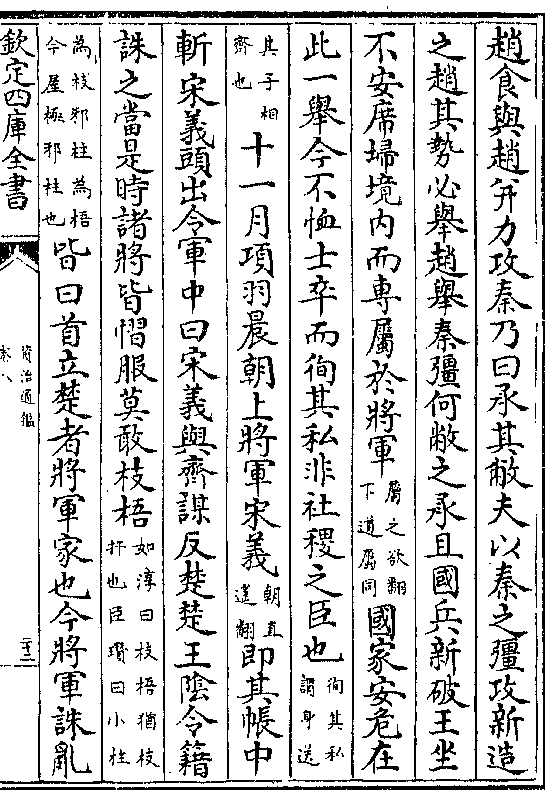 趙食與趙并力攻秦乃曰承其敝夫以秦之彊攻新造
之趙其勢必舉趙舉秦彊何敝之承且國兵新破王坐
不安席埽境内而專屬於將軍屬之欲翻下道屬同國家安危在
此一舉今不恤士卒而徇其私非社稷之臣也徇其私謂身送
其子相齊也十一月項羽晨朝上將軍宋義朝直遥翻即其帳中
斬宋義頭出令軍中曰宋義與齊謀反楚楚王陰令籍
誅之當是時諸將皆慴服莫敢枝梧如淳曰枝梧猶枝扞也臣瓚曰小柱
為枝邪柱為梧今屋極邪柱也皆曰首立楚者將軍家也今將軍誅亂
欽定四庫全書
資治通鑑
卷八